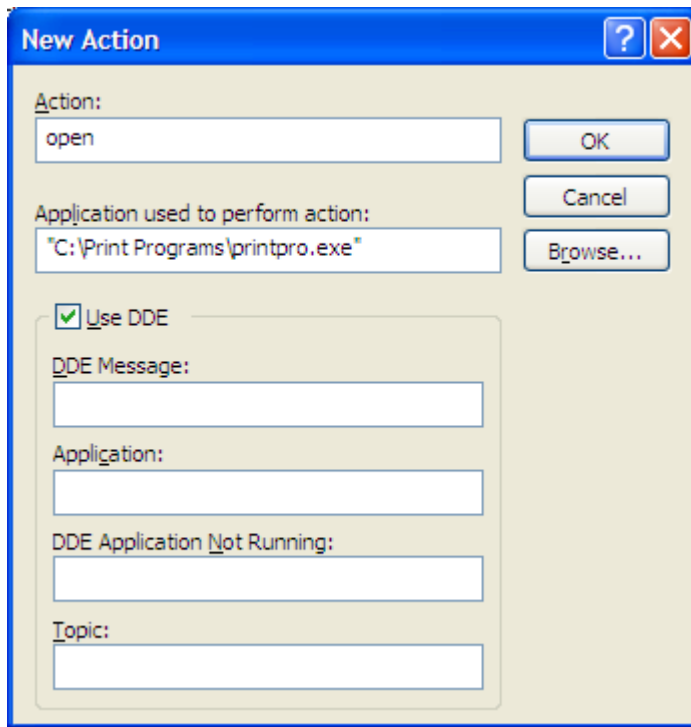 New Action
Action:
open
OK
Cancel
Application used to perform action:
"C:\Print Programs\printpro.exe"
Browse...
Use DDE
DDE Message:
Application:
DDE Application Not Running:
Topic: